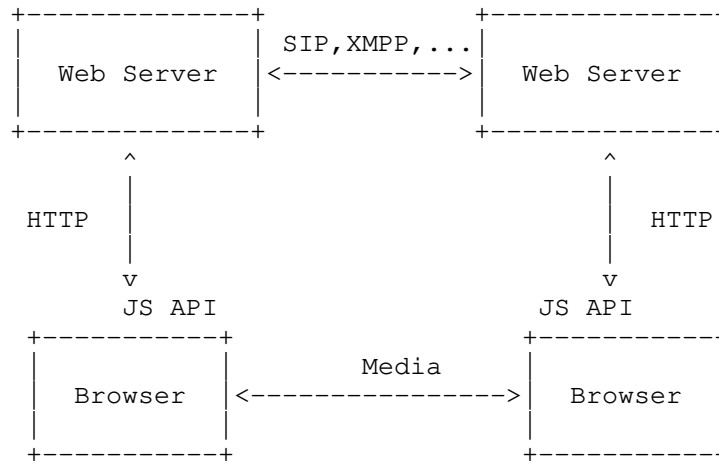 SIP,XMPP,...
Web Server Web Server
HTTP HTTP
JS API JS API
Media
Browser Browser